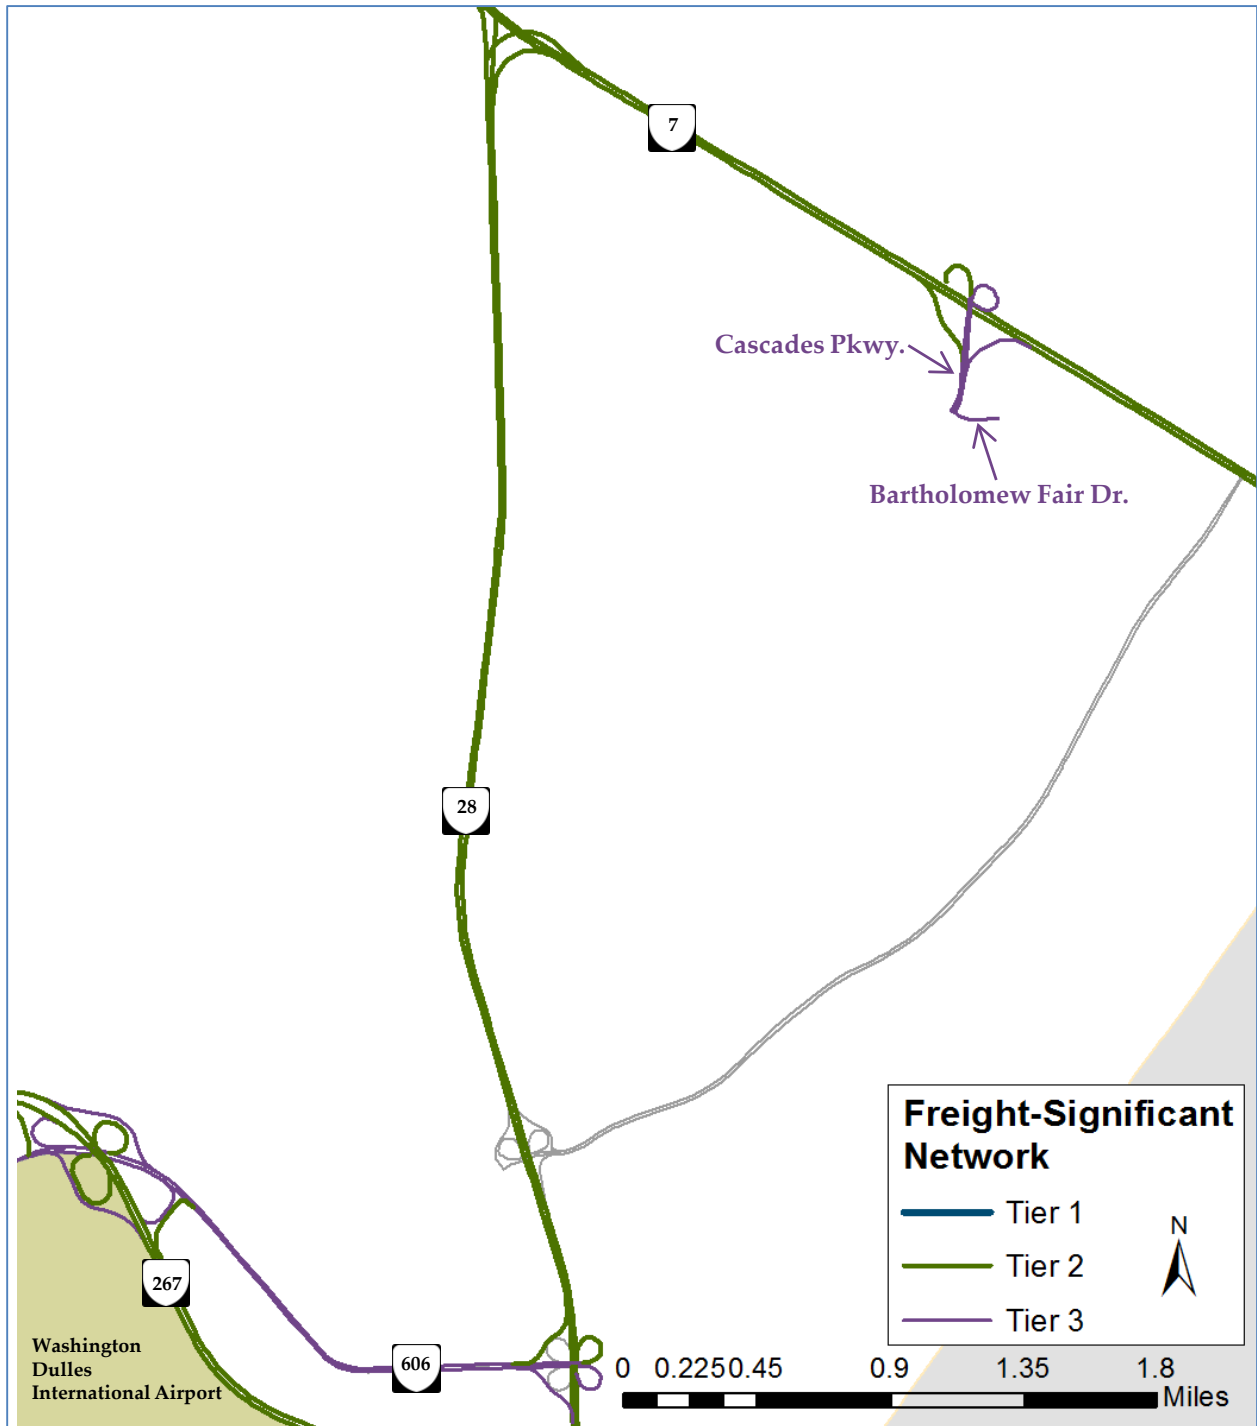 7
Cascades Pkwy.
Bartholomew Fair Dr.
28
Freight-Significant
Network
Tier 1
Tier 2
Tier 3
N
267
Washington
Dulles
International Airport
606
0 0.225 0.45 0.9 1.35 1.8
Miles